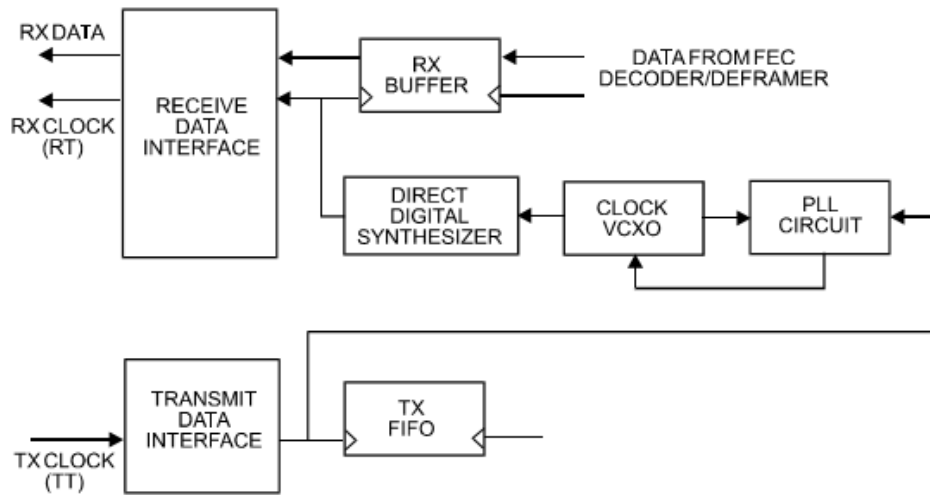 RX DATA
RX CLOCK
(RT)
RECEIVE
DATA
INTERFACE
RX
BUFFER
DATA FROM FEC
DECODER/DEFRAMER
DIRECT
DIGITAL
SYNTHESIZER
CLOCK
VCXO
PLL
CIRCUIT
TRANSMIT
DATA
INTERFACE
TX
FIFO
TX CLOCK
(TT)